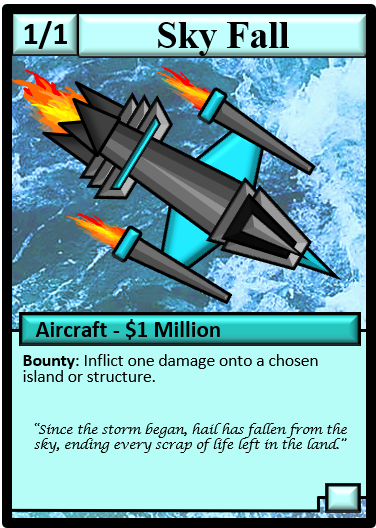 1/1 Sky Fall
Aircraft - $1 Million
Bounty: Inflict one damage onto a chosen
island or structure.
“Since the storm began, hail has fallen from the
sky, ending every scrap of life left in the land.”